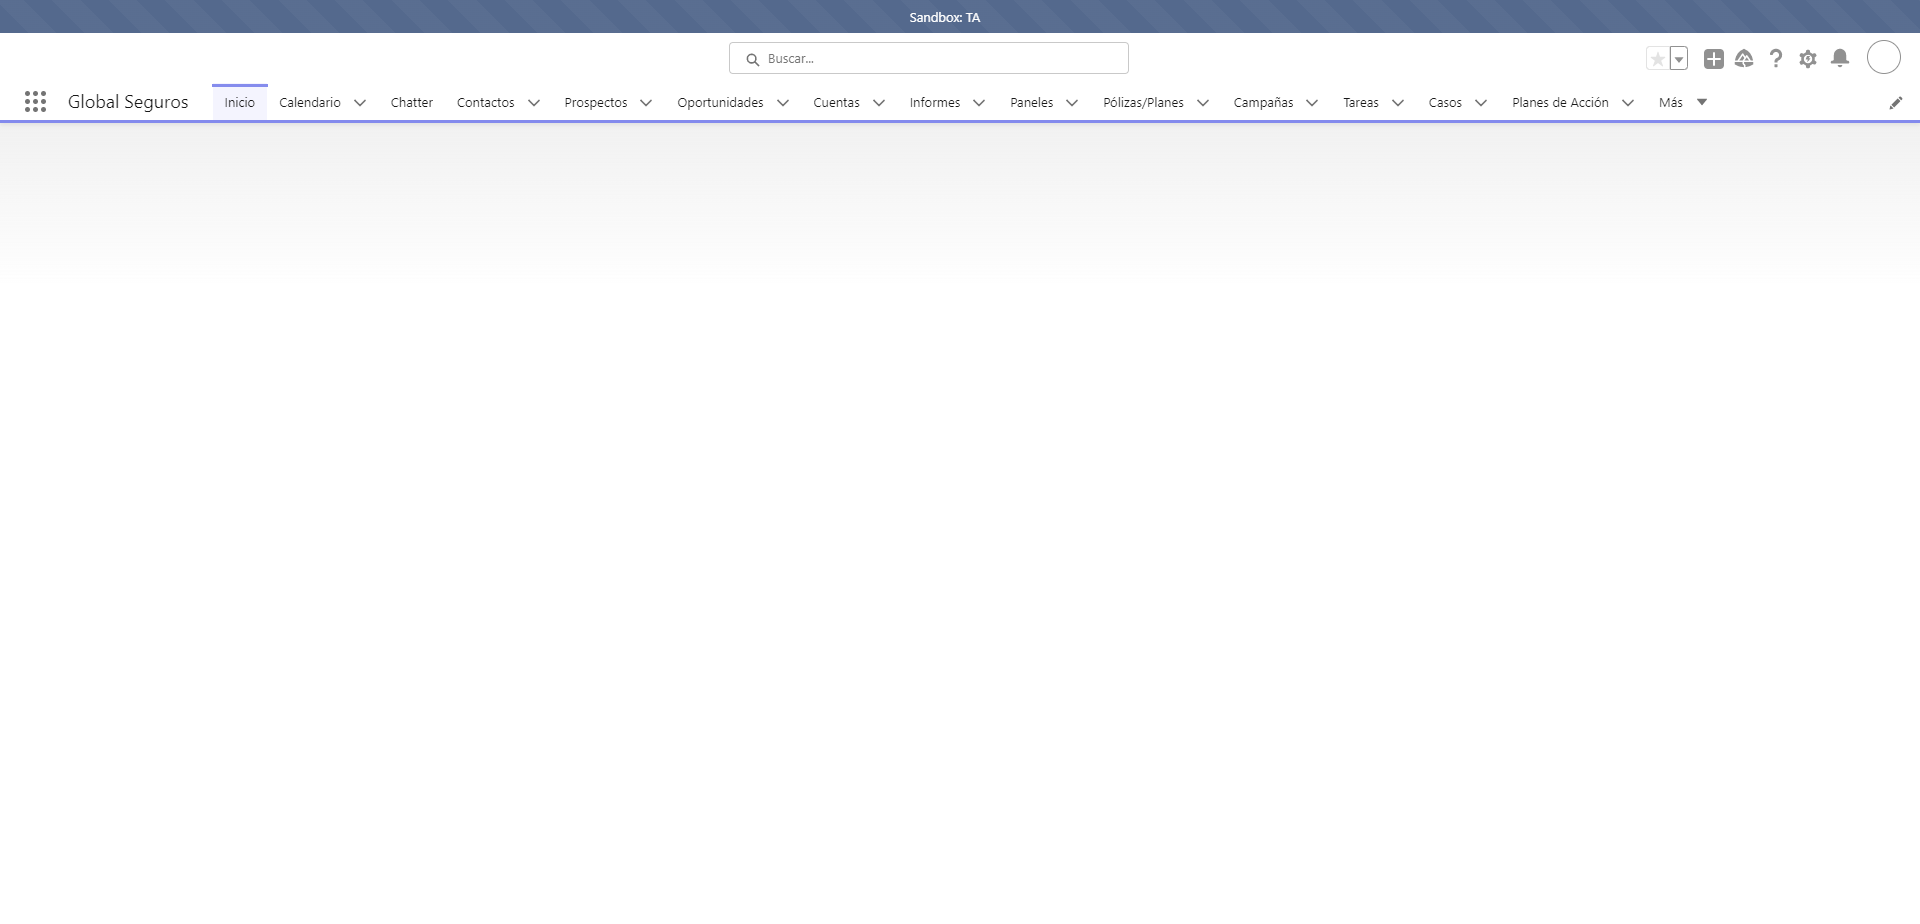 Sandbox: TA
Buscar...
Global Seguros Inicio Calendario Chatter Contactos Prospectos Oportunidades Cuentas Informes Paneles Pólizas/Planes Campañas Tareas Casos Planes de Acción Más